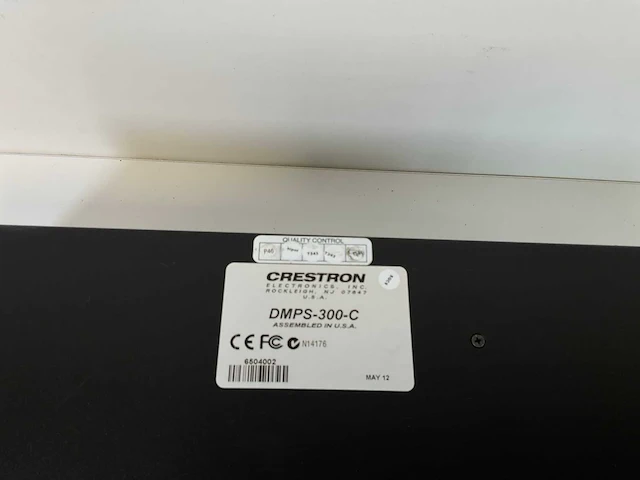 QUALITY CONTROL
CRESTRON
ELECTRONICS, INC.
ROCKLEIGH, NJ 07647
U.S.A.
DMPS-300-C
ASSEMBLED IN U.S.A.
CE FC N14176
6504002
MAY 12